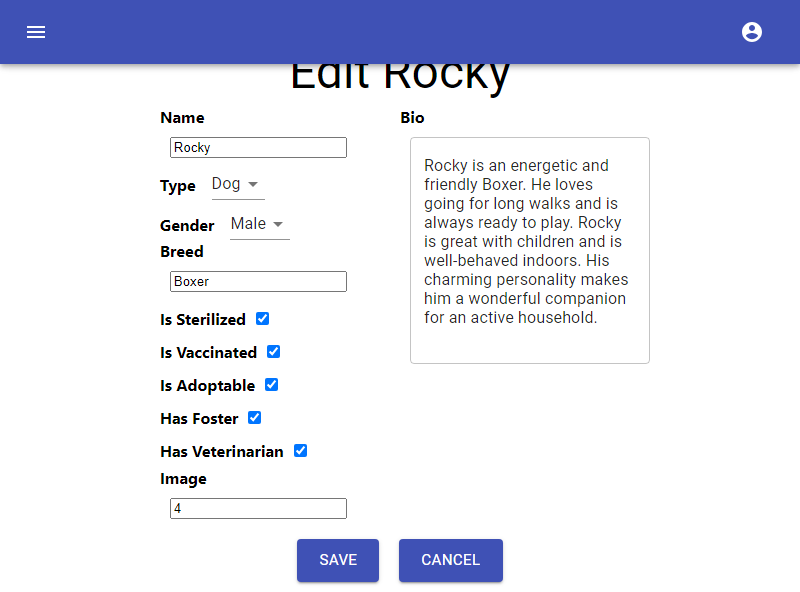 Edit Rocky
Name
Rocky
Type Dog
Gender Male
Breed
Boxer
Is Sterilized
Is Vaccinated
Is Adoptable
Has Foster
Has Veterinarian
Image
4
Bio
Rocky is an energetic and
friendly Boxer. He loves
going for long walks and is
always ready to play. Rocky
is great with children and is
well-behaved indoors. His
charming personality makes
him a wonderful companion
for an active household.
SAVE CANCEL